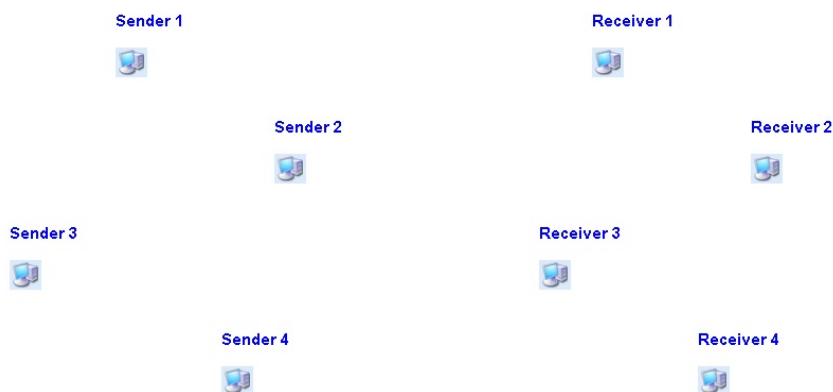 Sender 1
Receiver 1
Sender 2
Receiver 2
Sender 3
Receiver 3
Sender 4
Receiver 4